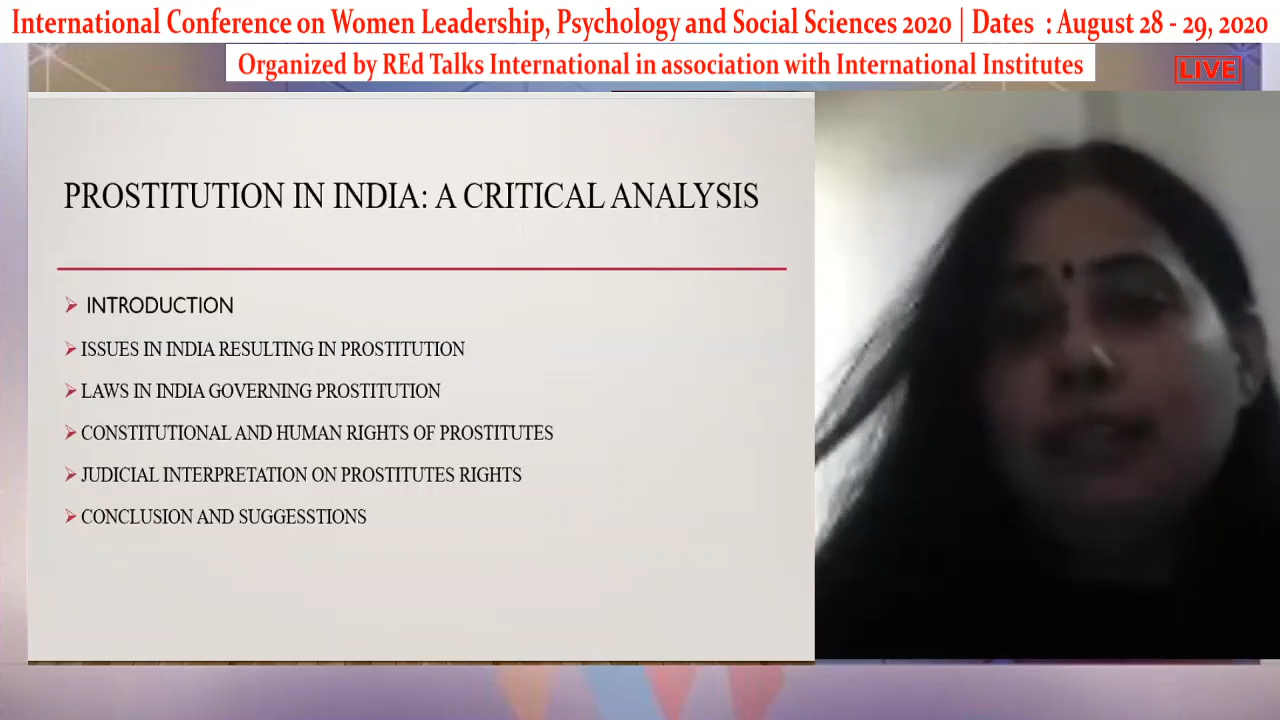 International Conference on Women Leadership, Psychology and Social Sciences 2020 | Dates : August 28 - 29, 2020
Organized by REd Talks International in association with International Institutes
LIVE
PROSTITUTION IN INDIA: A CRITICAL ANALYSIS
INTRODUCTION
ISSUES IN INDIA RESULTING IN PROSTITUTION
LAWS IN INDIA GOVERNING PROSTITUTION
CONSTITUTIONAL AND HUMAN RIGHTS OF PROSTITUTES
JUDICIAL INTERPRETATION ON PROSTITUTES RIGHTS
CONCLUSION AND SUGGESSTIONS